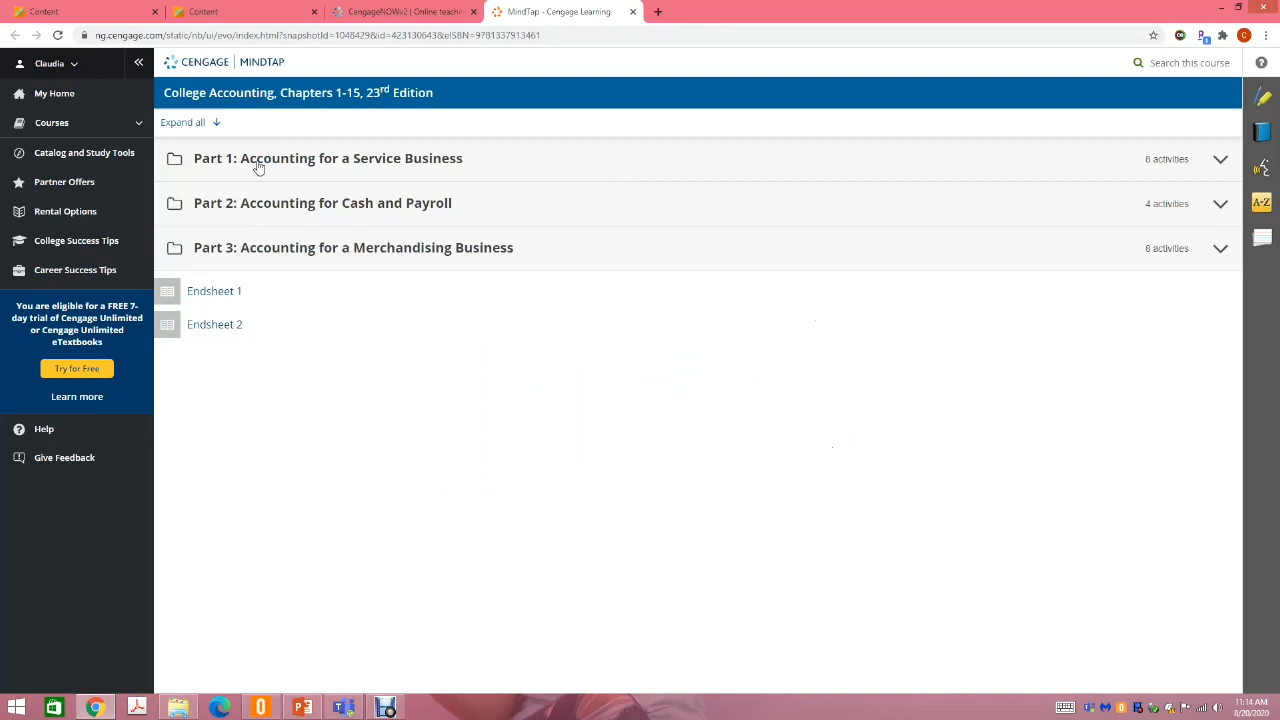 Content
Content
CengageNOWv2 | Online teachin
MindTap - Cengage Learning
ng.cengage.com/static/nb/ui/evo/index.html?snapshotId=1048429&id=423130643&eISBN=9781337913461
Claudia
CENGAGE | MINDTAP
Search this course
My Home
College Accounting, Chapters 1-15, 23rd Edition
Courses
Expand all
Catalog and Study Tools
Part 1: Accounting for a Service Business
8 activities
Partner Offers
Part 2: Accounting for Cash and Payroll
4 activities
Rental Options
A-Z
College Success Tips
Part 3: Accounting for a Merchandising Business
8 activities
Career Success Tips
Endsheet 1
You are eligible for a FREE 7-
day trial of Cengage Unlimited
or Cengage Unlimited
eTextbooks
Endsheet 2
Try for Free
Learn more
Help
Give Feedback
11:14 AM
8/20/2020